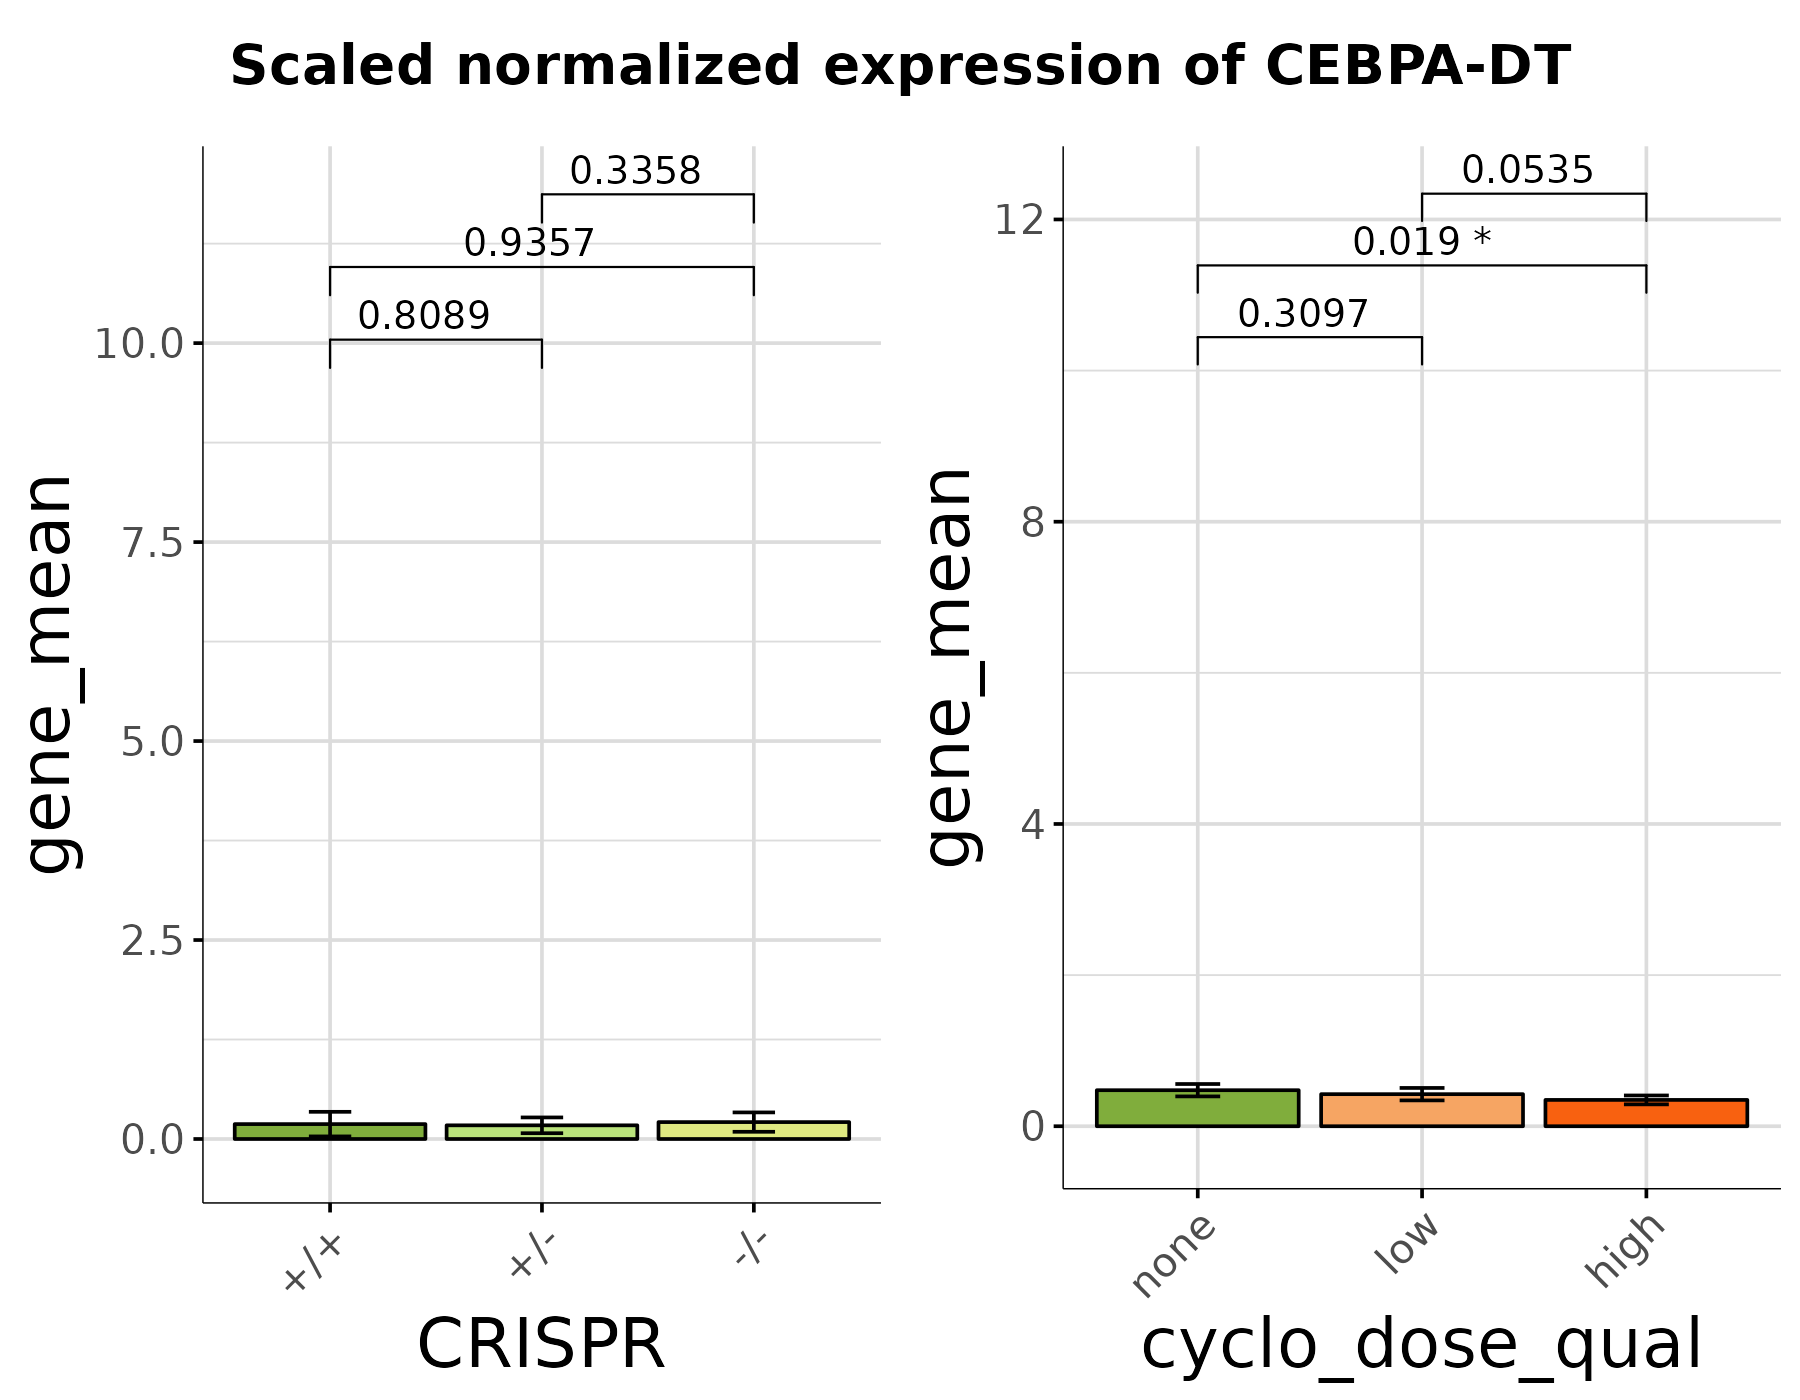 Scaled normalized expression of CEBPA-DT
gene_mean
10.0
7.5
5.0
2.5
0.0
0.3358
0.9357
0.8089
+/+
+/-
-/-
CRISPR
gene_mean
12
8
4
0
0.0535
0.019 *
0.3097
none
low
high
cyclo_dose_qual